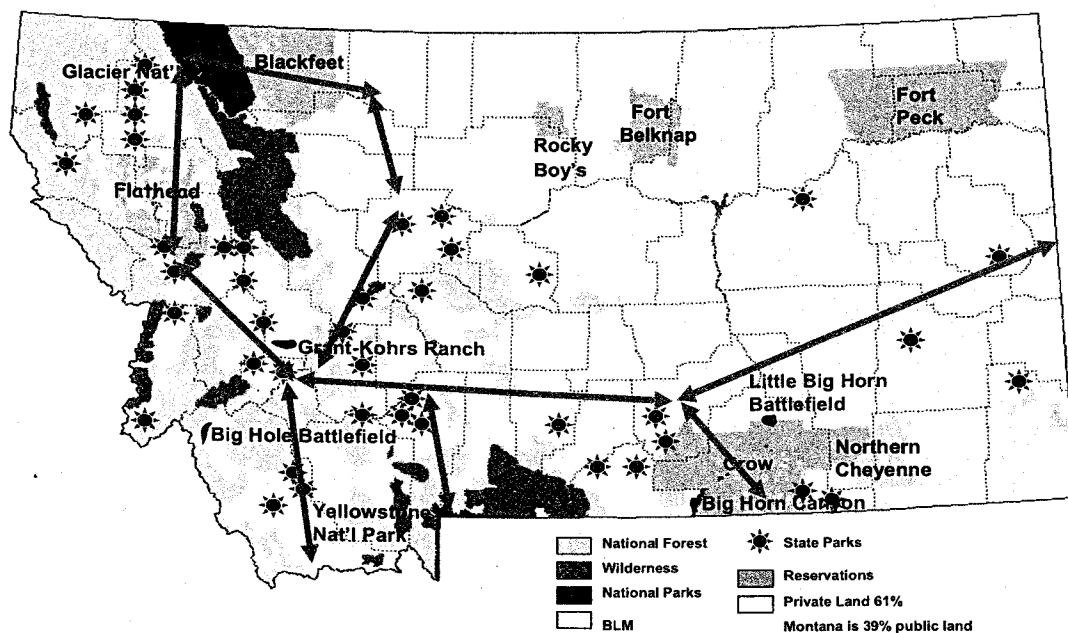 Glacier Nat'
Blackfeet
Fort
Peck
Fort
Belknap
Rocky
Boy's
Flathead
Grant-Kohrs Ranch
Little Big Horn
Battlefield
Big Hole Battlefield
Northern
Cheyenne
Crow
Big Horn Canyon
Yellowstone
Nat'l Park
National Forest
Wilderness
National Parks
BLM
State Parks
Reservations
Private Land 61%
Montana is 39% public land